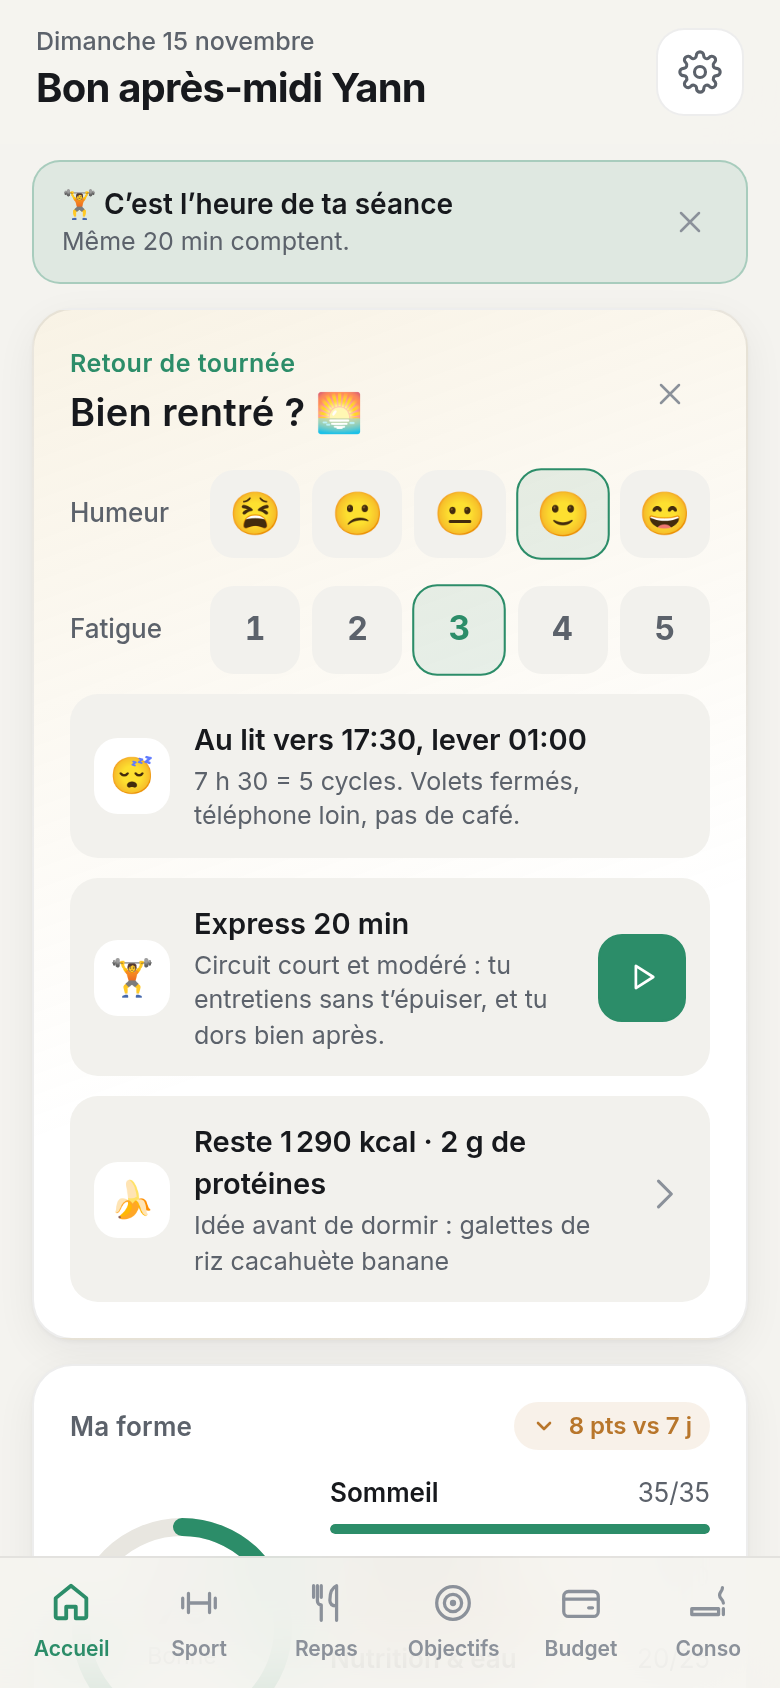 Dimanche 15 novembre
Bon après-midi Yann
🏋️ C’est l’heure de ta séance
Même 20 min comptent.
Retour de tournée
Bien rentré ? 🌅
Humeur 😫 😕 😐 🙂 😄
Fatigue 1 2 3 4 5
Au lit vers 17:30, lever 01:00
7 h 30 = 5 cycles. Volets fermés,
téléphone loin, pas de café.
Express 20 min
Circuit court et modéré : tu
entretiens sans t’épuiser, et tu
dors bien après.
Reste 1 290 kcal · 2 g de
protéines
Idée avant de dormir : galettes de
riz cacahuète banane
Ma forme
8 pts vs 7 j
Sommeil 35/35
Nutrition & eau
Accueil Sport Repas Objectifs Budget Conso